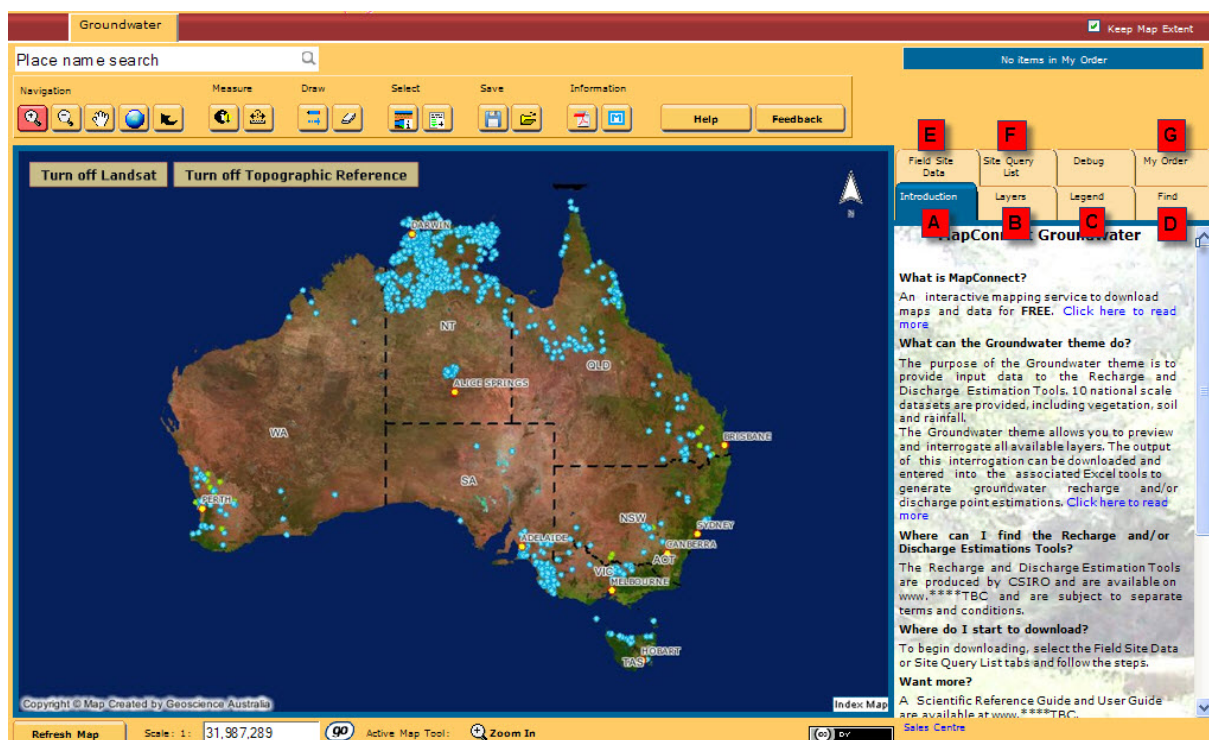 Groundwater
Keep Map Extent
Place name search
No items in My Order
Navigation
Measure
Draw
Select
Save
Information
Help
Feedback
E
F
G
Field Site
Data
Site Query
List
Debug
My Order
Introduction
Layers
Legend
Find
A
B
C
D
Turn off Landsat
Turn off Topographic Reference
N
DARWIN
NT
QLD
ALICE SPRINGS
WA
BRISBANE
SA
PERTH
NSW
SYDNEY
ADELAIDE
CANBERRA
ACT
VIC
MELBOURNE
HOBART
TAS
Copyright © Map Created by Geoscience Australia
Index Map
MapConnect Groundwater
What is MapConnect?
An interactive mapping service to download
maps and data for FREE. Click here to read
more
What can the Groundwater theme do?
The purpose of the Groundwater theme is to
provide input data to the Recharge and
Discharge Estimation Tools. 10 national scale
datasets are provided, including vegetation, soil
and rainfall.
The Groundwater theme allows you to preview
and interrogate all available layers. The output
of this interrogation can be downloaded and
entered into the associated Excel tools to
generate groundwater recharge and/or
discharge point estimations. Click here to read
more
Where can I find the Recharge and/or
Discharge Estimations Tools?
The Recharge and Discharge Estimation Tools
are produced by CSIRO and are available on
www.****TBC and are subject to separate
terms and conditions.
Where do I start to download?
To begin downloading, select the Field Site Data
or Site Query List tabs and follow the steps.
Want more?
A Scientific Reference Guide and User Guide
are available at www.****TBC.
Refresh Map
Scale: 1: 31,987,289
go
Active Map Tool: Zoom In
cc BY
Sales Centre